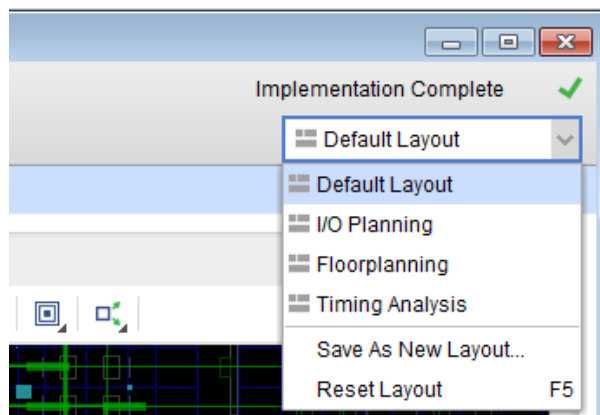 Implementation Complete
Default Layout
Default Layout
I/O Planning
Floorplanning
Timing Analysis
Save As New Layout...
Reset Layout F5